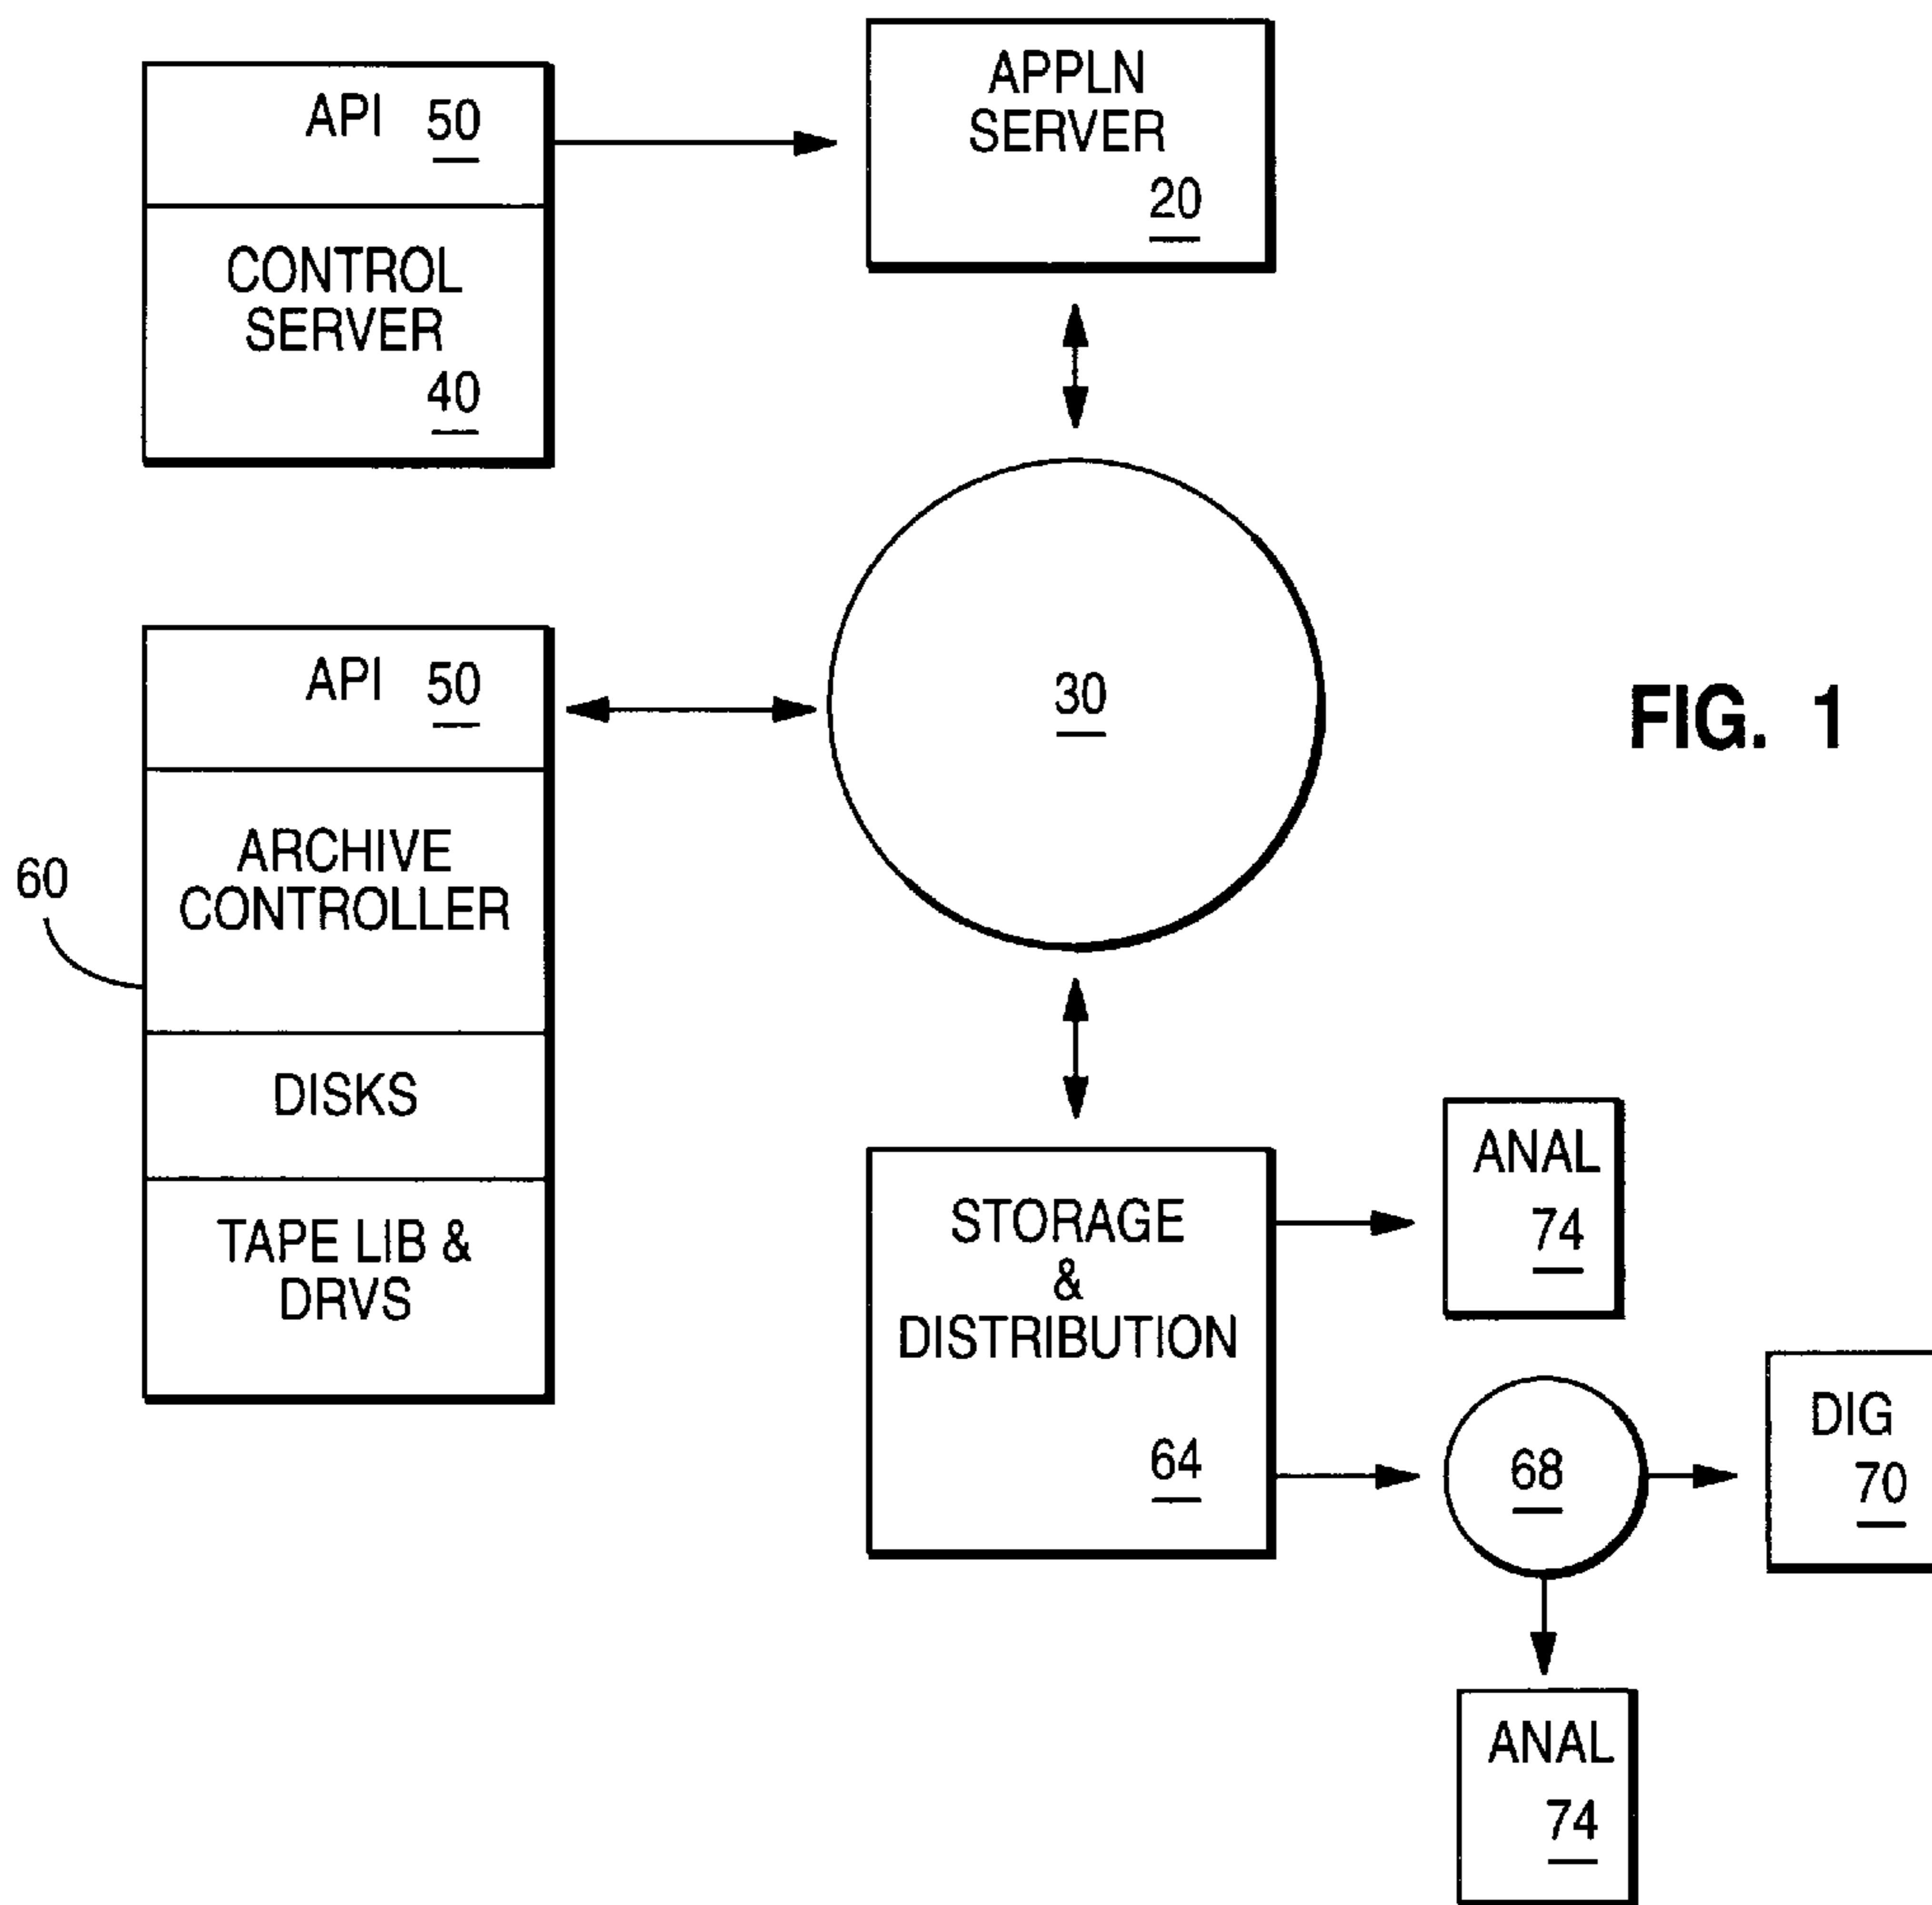 API 50
CONTROL
SERVER
40
APPLN
SERVER
20
30
FIG. 1
API 50
60
ARCHIVE
CONTROLLER
DISKS
TAPE LIB &
DRVS
STORAGE
&
DISTRIBUTION
64
ANAL
74
68
DIG
70
ANAL
74